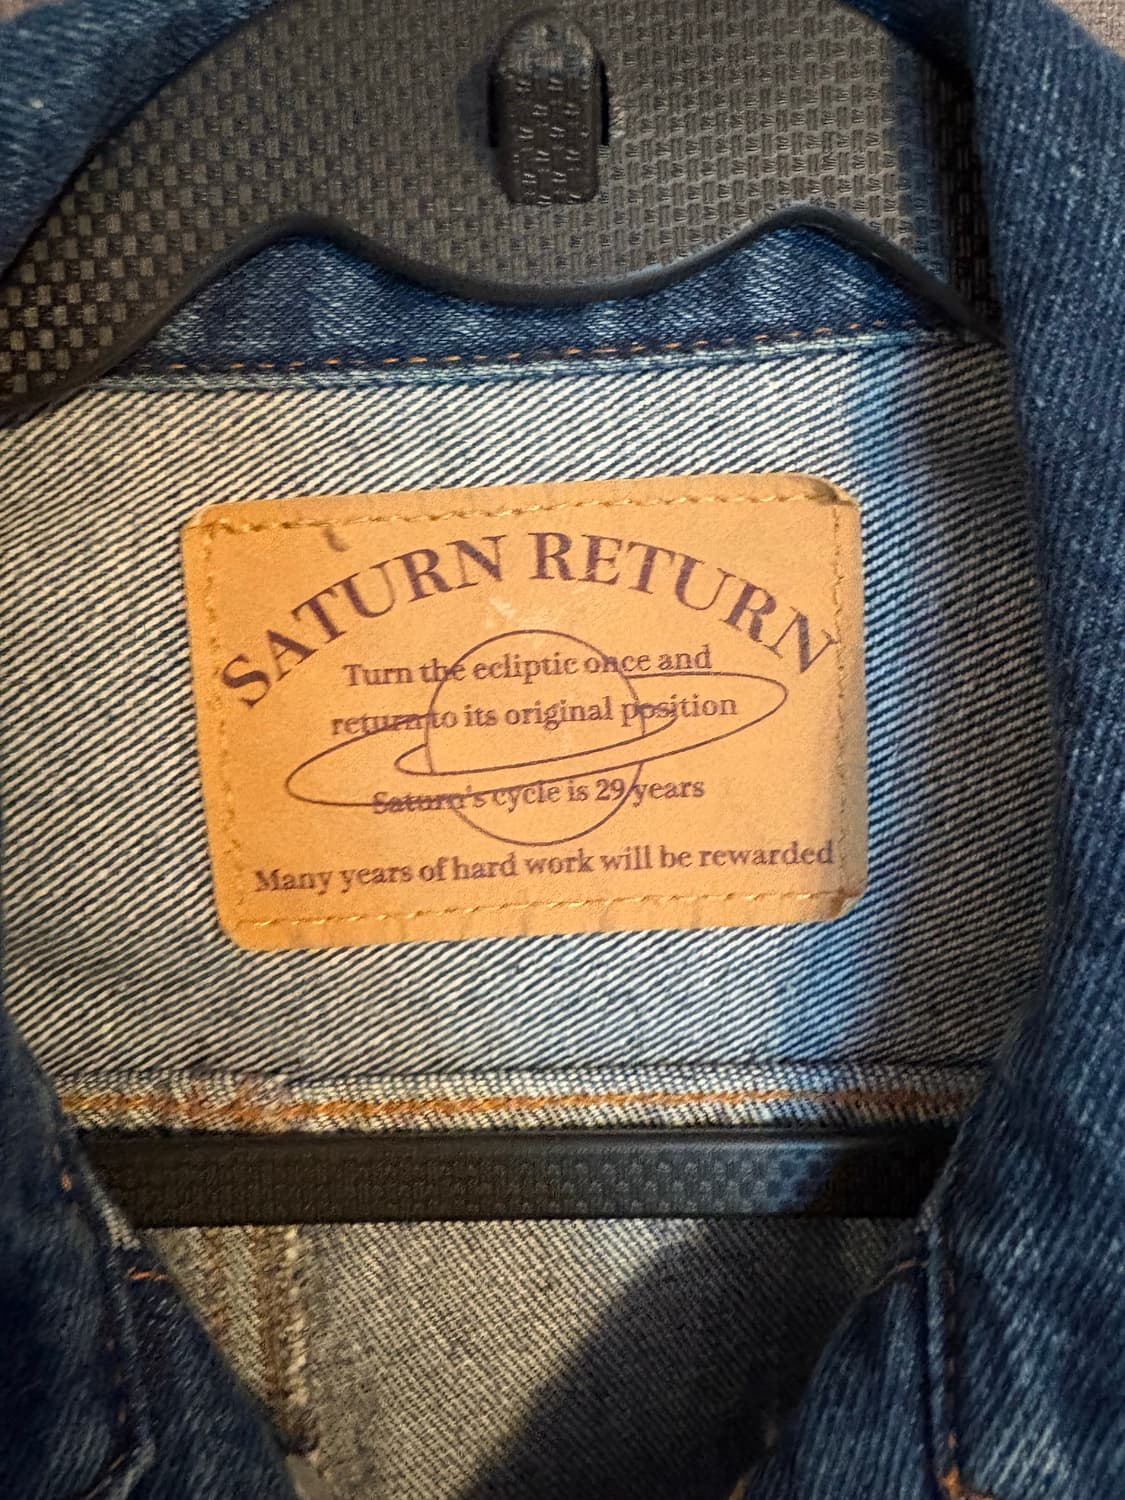 SATURN RETURN
Turn the ecliptic once and
return to its original position
Saturn's cycle is 29 years
Many years of hard work will be rewarded